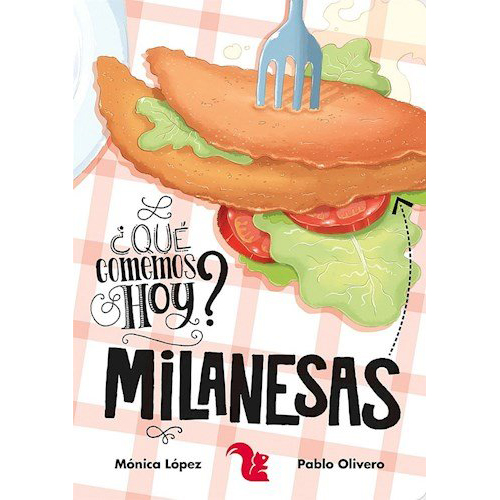 ¿QUÉ
comemos
HOY?
MILANESAS
Mónica López
Pablo Olivero